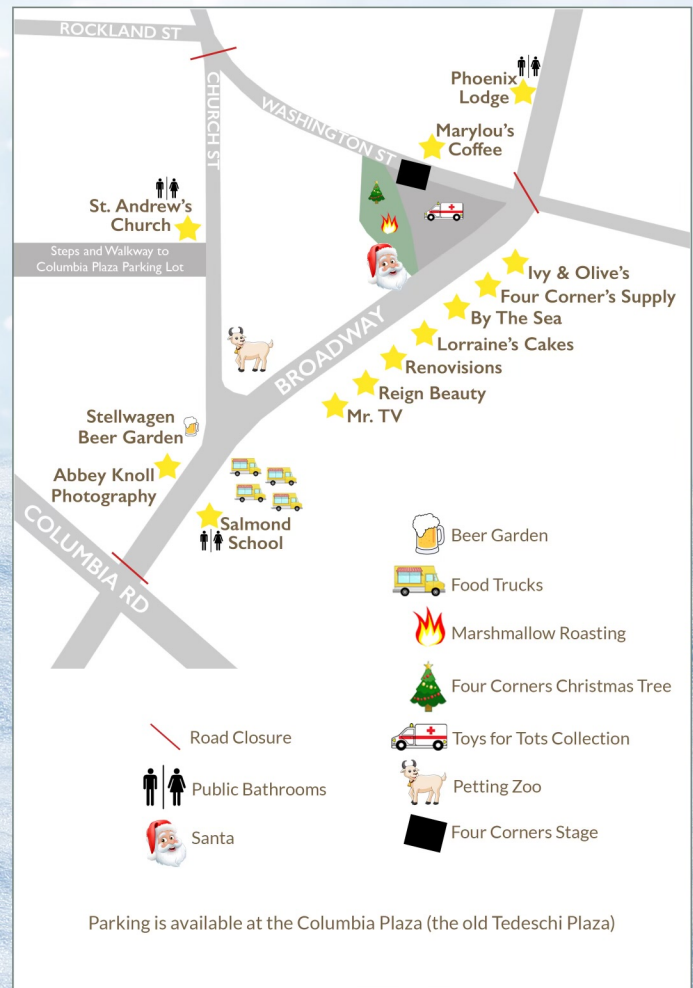 ROCKLAND ST
CHURCH ST
WASHINGTON ST
Phoenix
Lodge
Marylou's
Coffee
St. Andrew's
Church
Steps and Walkway to
Columbia Plaza Parking Lot
Ivy & Olive's
Four Corner's Supply
By The Sea
Lorraine's Cakes
Renovisions
Reign Beauty
Mr. TV
BROADWAY
Stellwagen
Beer Garden
Abbey Knoll
Photography
Salmond
School
COLUMBIA RD
Beer Garden
Food Trucks
Marshmallow Roasting
Four Corners Christmas Tree
Toys for Tots Collection
Petting Zoo
Four Corners Stage
Road Closure
Public Bathrooms
Santa
Parking is available at the Columbia Plaza (the old Tedeschi Plaza)